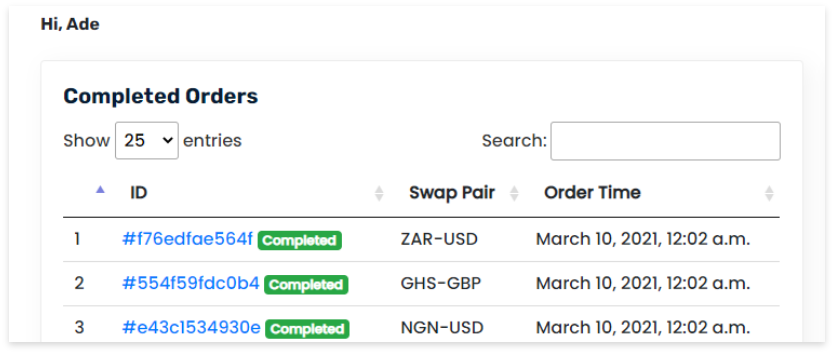 Hi, Ade
Completed Orders
Show 25 entries Search:
ID Swap Pair Order Time
1 #f76edfae564f Completed ZAR-USD March 10, 2021, 12:02 a.m.
2 #554f59fdc0b4 Completed GHS-GBP March 10, 2021, 12:02 a.m.
3 #e43c1534930e Completed NGN-USD March 10, 2021, 12:02 a.m.